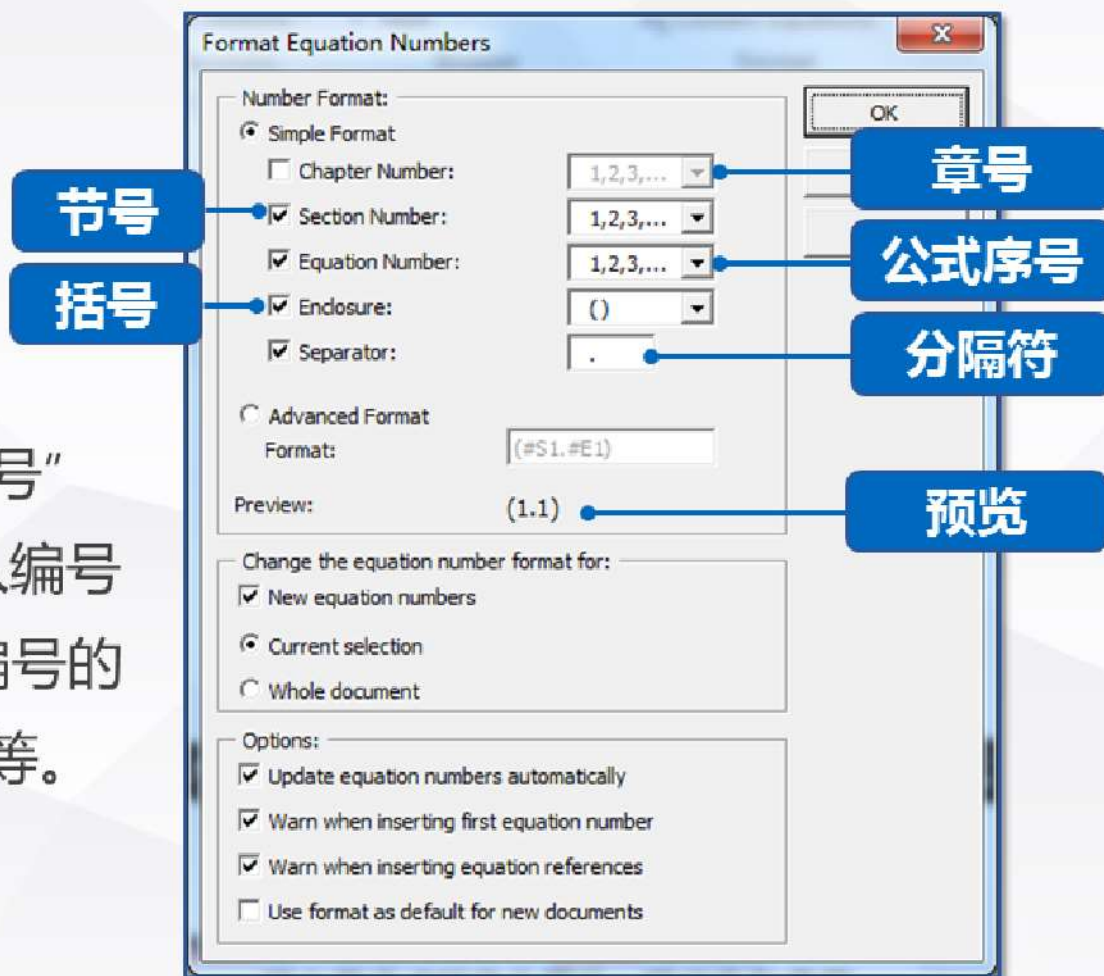 Format Equation Numbers
Number Format:
OK
Simple Format
Chapter Number:
1,2,3,...
章号
节号
Section Number:
1,2,3,...
Equation Number:
1,2,3,...
公式序号
括号
Enclosure:
()
Separator:
.
分隔符
Advanced Format
Format:
(#S1.#E1)
号”
Preview:
(1.1)
预览
编号
Change the equation number format for:
New equation numbers
号的
Current selection
Whole document
等。
Options:
Update equation numbers automatically
Warn when inserting first equation number
Warn when inserting equation references
Use format as default for new documents